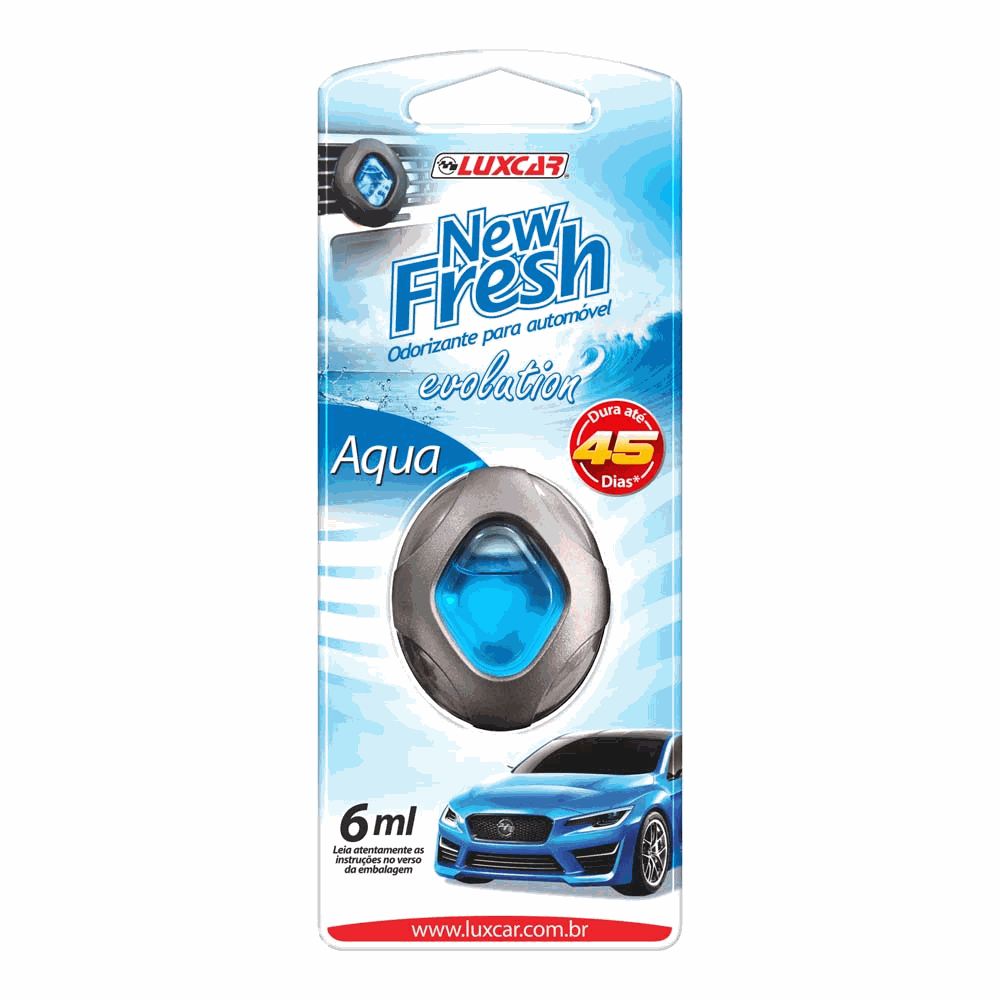 LUXCAR
New
Fresh
Odorizante para automóvel
evolution
Dura até
45
Dias*
Aqua
6 ml
Leia atentamente as
instruções no verso
da embalagem
www.luxcar.com.br